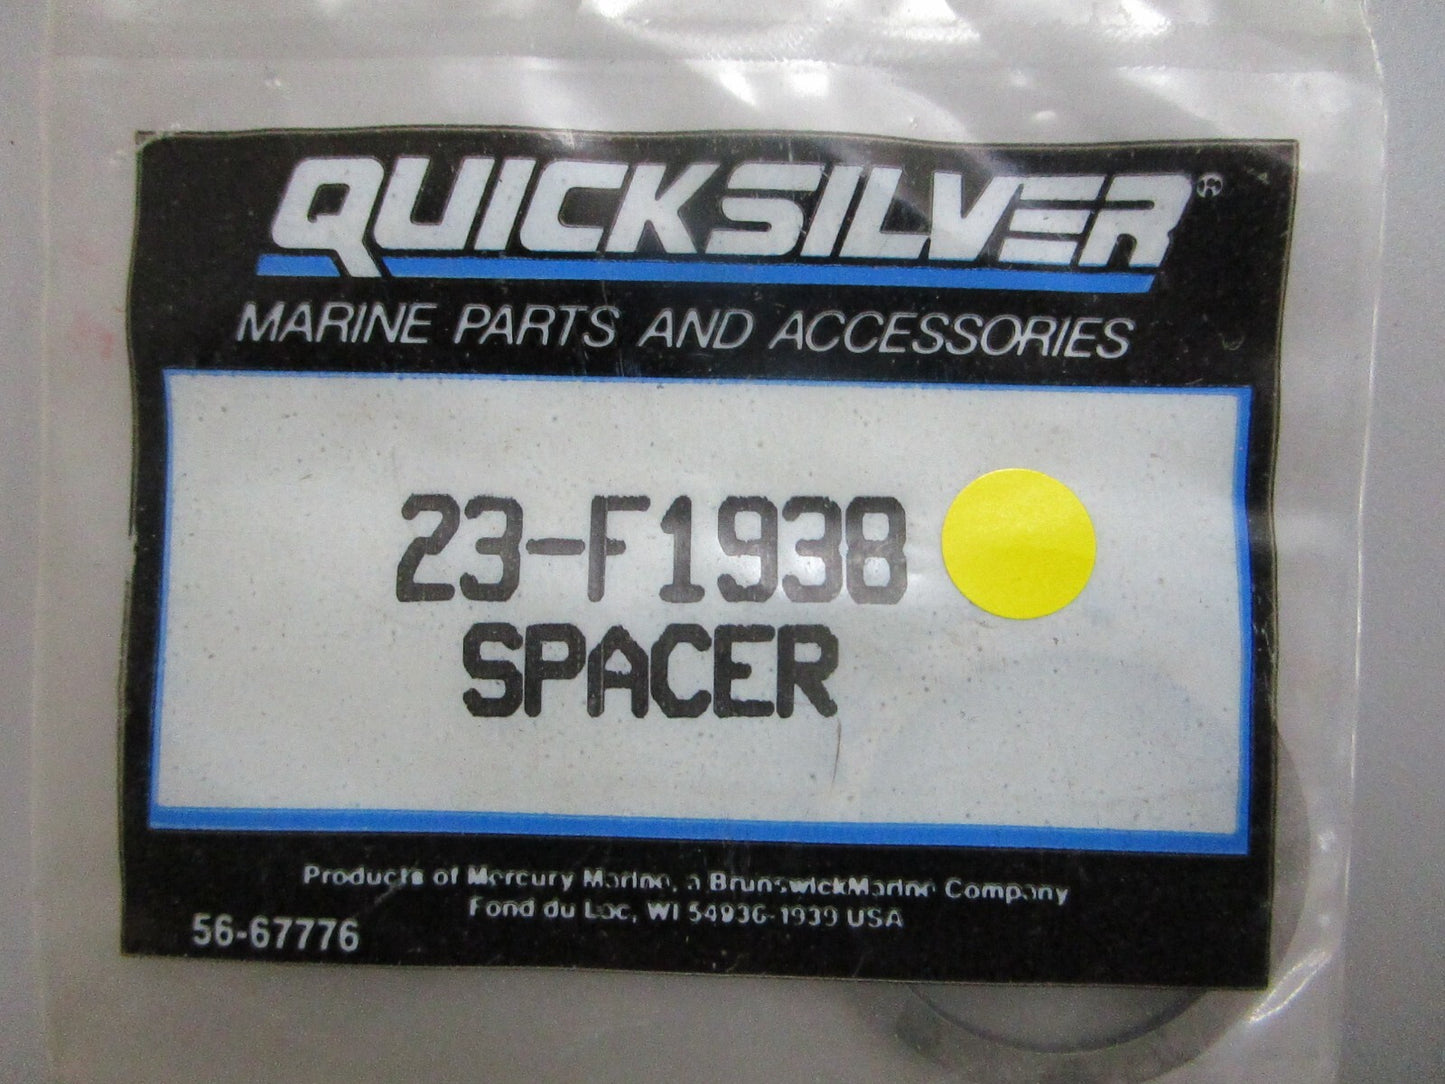 QUICKSILVER®
MARINE PARTS AND ACCESSORIES
23-F1938
SPACER
Products of Mercury Marine, a Brunswick Marine Company
Fond du Lac, WI 54936-1939 USA
56-67776